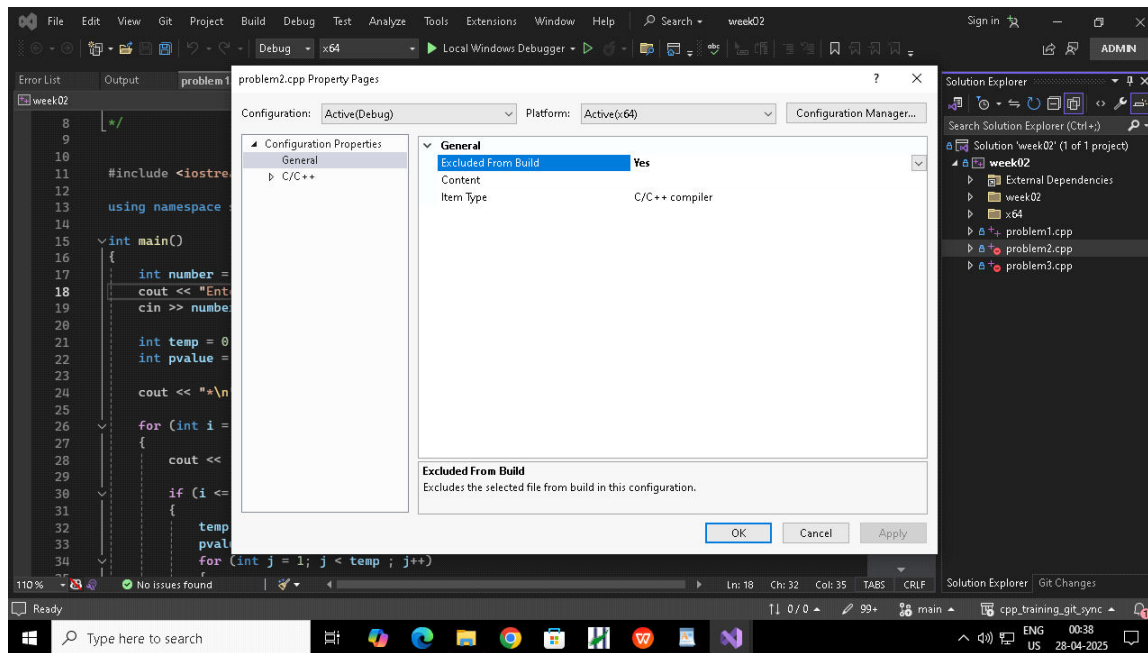 File Edit View Git Project Build Debug Test Analyze Tools Extensions Window Help Search week02 Sign in
Debug x64 Local Windows Debugger ADMIN
Error List Output problem1
week02
problem2.cpp Property Pages ? ×
Configuration: Active(Debug) Platform: Active(x64) Configuration Manager...
Configuration Properties
General
C/C++
General
Excluded From Build Yes
Content
Item Type C/C++ compiler
Excluded From Build
Excludes the selected file from build in this configuration.
OK Cancel Apply
8 */
9
10
11 #include <iostre
12
13 using namespace
14
15 int main()
16 {
17 int number =
18 cout << "Ent
19 cin >> numbe
20
21 int temp = 0
22 int pvalue =
23
24 cout << "*\n
25
26 for (int i =
27 {
28 cout <<
29
30 if (i <=
31 {
32 temp
33 pval
34 for (int j = 1; j < temp ; j++)
110 % No issues found Ln: 18 Ch: 32 Col: 35 TABS CRLF
Solution Explorer
Search Solution Explorer (Ctrl+;)
Solution 'week02' (1 of 1 project)
week02
External Dependencies
week02
x64
problem1.cpp
problem2.cpp
problem3.cpp
Solution Explorer Git Changes
Ready 0 / 0 99+ main cpp_training_git_sync
Type here to search ENG 00:38
US 28-04-2025